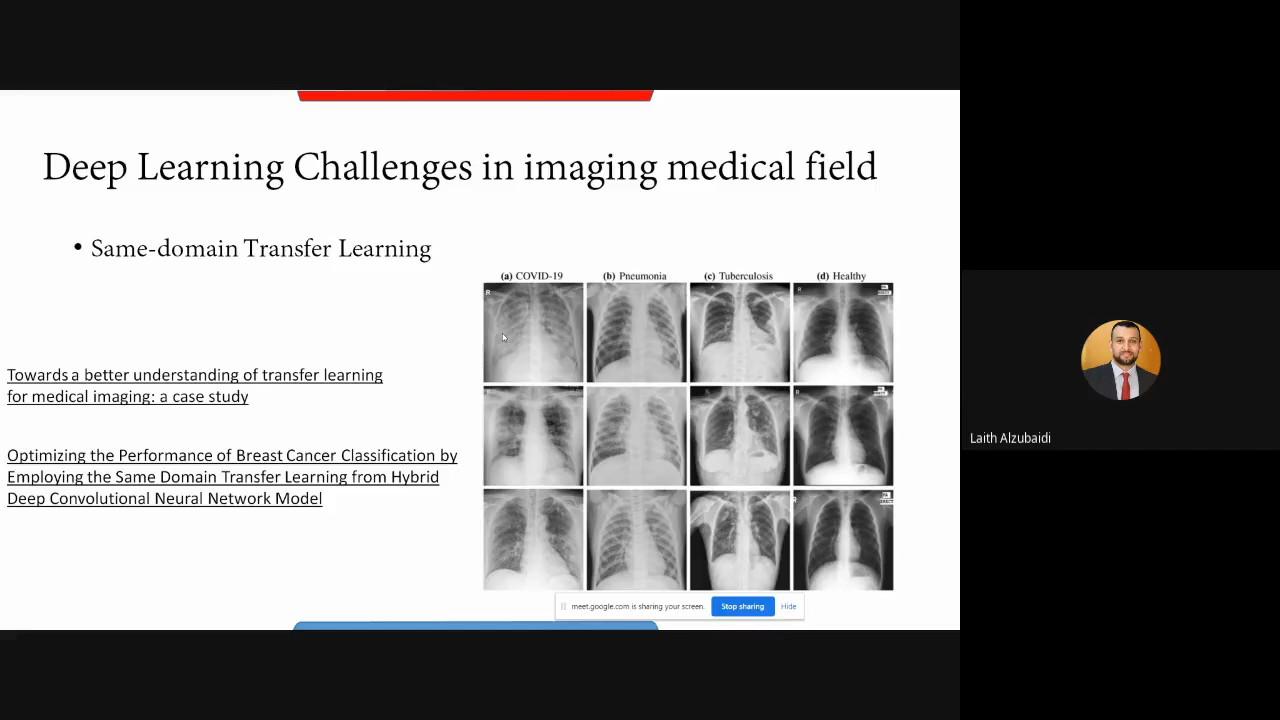 Deep Learning Challenges in imaging medical field
• Same-domain Transfer Learning
(a) COVID-19 (b) Pneumonia (c) Tuberculosis (d) Healthy
R
R
R
R
Towards a better understanding of transfer learning
for medical imaging: a case study
Optimizing the Performance of Breast Cancer Classification by
Employing the Same Domain Transfer Learning from Hybrid
Deep Convolutional Neural Network Model
meet.google.com is sharing your screen.
Stop sharing
Hide
Laith Alzubaidi